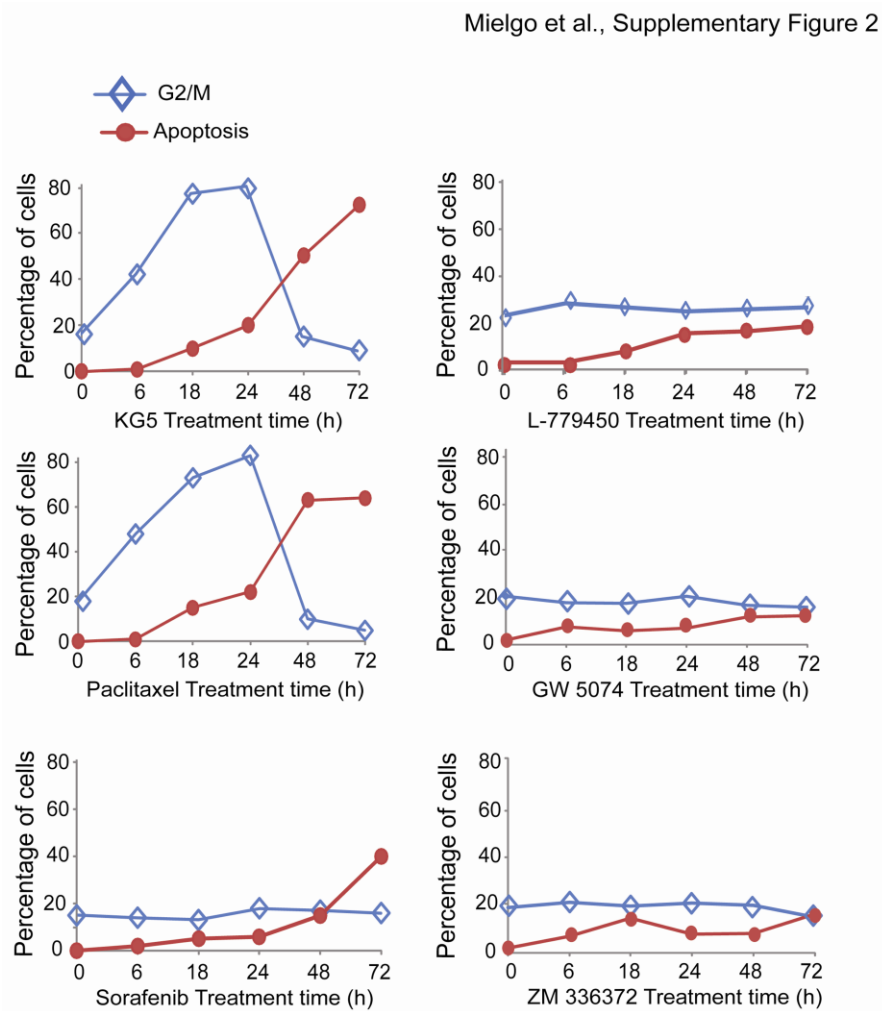 Mielgo et al., Supplementary Figure 2
G2/M
Apoptosis
Percentage of cells
80
60
40
20
0
0 6 18 24 48 72
KG5 Treatment time (h)
Percentage of cells
80
60
40
20
0
0 6 18 24 48 72
L-779450 Treatment time (h)
Percentage of cells
80
60
40
20
0
0 6 18 24 48 72
Paclitaxel Treatment time (h)
Percentage of cells
80
60
40
20
0
0 6 18 24 48 72
GW 5074 Treatment time (h)
Percentage of cells
80
60
40
20
0
0 6 18 24 48 72
Sorafenib Treatment time (h)
Percentage of cells
80
60
40
20
0
0 6 18 24 48 72
ZM 336372 Treatment time (h)